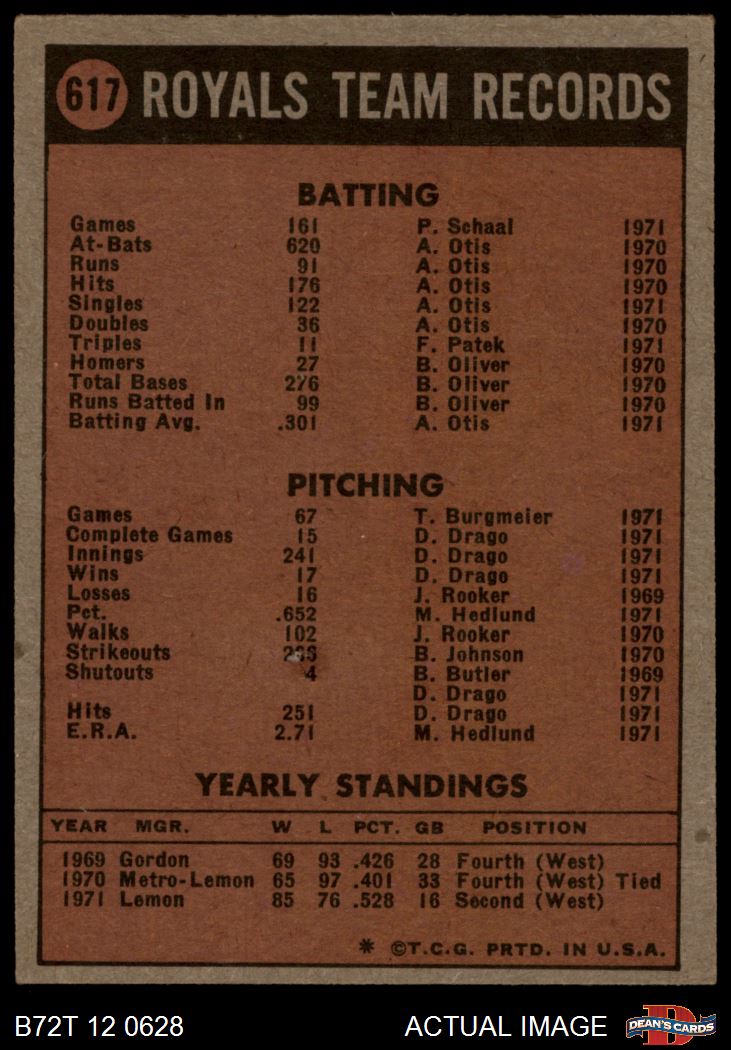 617 ROYALS TEAM RECORDS
BATTING
Games 161 P. Schaal 1971
At-Bats 620 A. Otis 1970
Runs 91 A. Otis 1970
Hits 176 A. Otis 1970
Singles 122 A. Otis 1971
Doubles 36 A. Otis 1970
Triples 11 F. Patek 1971
Homers 27 B. Oliver 1970
Total Bases 276 B. Oliver 1970
Runs Batted In 99 B. Oliver 1970
Batting Avg. .301 A. Otis 1971
PITCHING
Games 67 T. Burgmeier 1971
Complete Games 15 D. Drago 1971
Innings 241 D. Drago 1971
Wins 17 D. Drago 1971
Losses 16 J. Rooker 1969
Pct. .652 M. Hedlund 1971
Walks 102 J. Rooker 1970
Strikeouts B. Johnson 1970
Shutouts 4 B. Butler 1969
D. Drago 1971
Hits 251 D. Drago 1971
E.R.A. 2.71 M. Hedlund 1971
YEARLY STANDINGS
YEAR MGR. W L PCT. GB POSITION
1969 Gordon 69 93 .426 28 Fourth (West)
1970 Metro-Lemon 65 97 .401 33 Fourth (West) Tied
1971 Lemon 85 76 .528 16 Second (West)
* ©T.C.G. PRTD. IN U.S.A.
B72T 12 0628 ACTUAL IMAGE DEAN'S CARDS